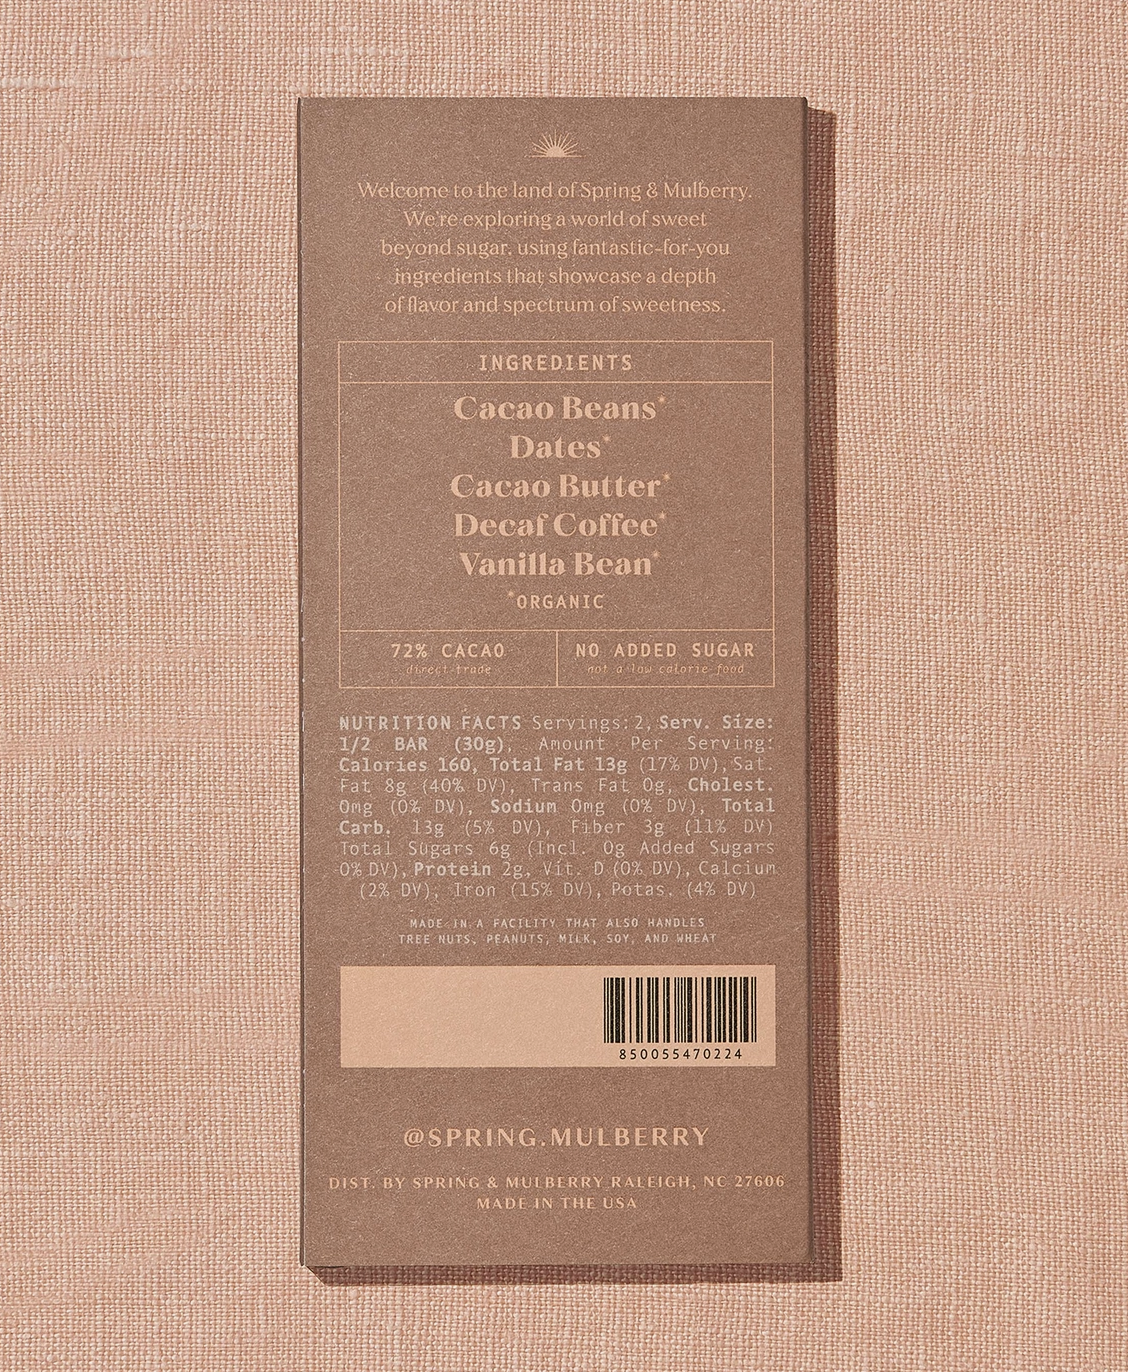 Welcome to the land of Spring & Mulberry.
We're exploring a world of sweet
beyond sugar, using fantastic-for-you
ingredients that showcase a depth
of flavor and spectrum of sweetness.
INGREDIENTS
Cacao Beans*
Dates*
Cacao Butter*
Decaf Coffee*
Vanilla Bean*
*ORGANIC
72% CACAO
direct trade
NO ADDED SUGAR
not a low calorie food
NUTRITION FACTS Servings: 2, Serv. Size:
1/2 BAR (30g), Amount Per Serving:
Calories 160, Total Fat 13g (17% DV), Sat.
Fat 8g (40% DV), Trans Fat 0g, Cholest.
0mg (0% DV), Sodium 0mg (0% DV), Total
Carb. 13g (5% DV), Fiber 3g (11% DV)
Total Sugars 6g (Incl. 0g Added Sugars
0% DV), Protein 2g, Vit. D (0% DV), Calcium
(2% DV), Iron (15% DV), Potas. (4% DV)
MADE IN A FACILITY THAT ALSO HANDLES
TREE NUTS, PEANUTS, MILK, SOY, AND WHEAT
850055470224
@SPRING.MULBERRY
DIST. BY SPRING & MULBERRY RALEIGH, NC 27606
MADE IN THE USA